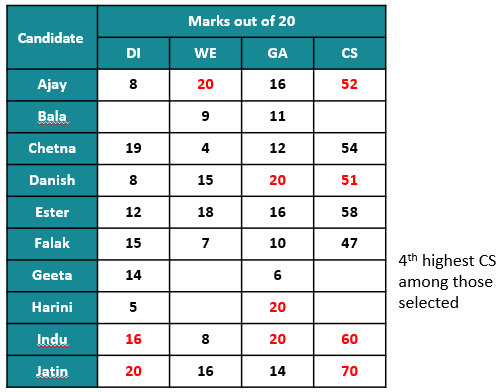 Candidate Marks out of 20
DI WE GA CS
Ajay 8 20 16 52
Bala 9 11
Chetna 19 4 12 54
Danish 8 15 20 51
Ester 12 18 16 58
Falak 15 7 10 47
Geeta 14 6
Harini 5 20
Indu 16 8 20 60
Jatin 20 16 14 70
4th highest CS
among those
selected